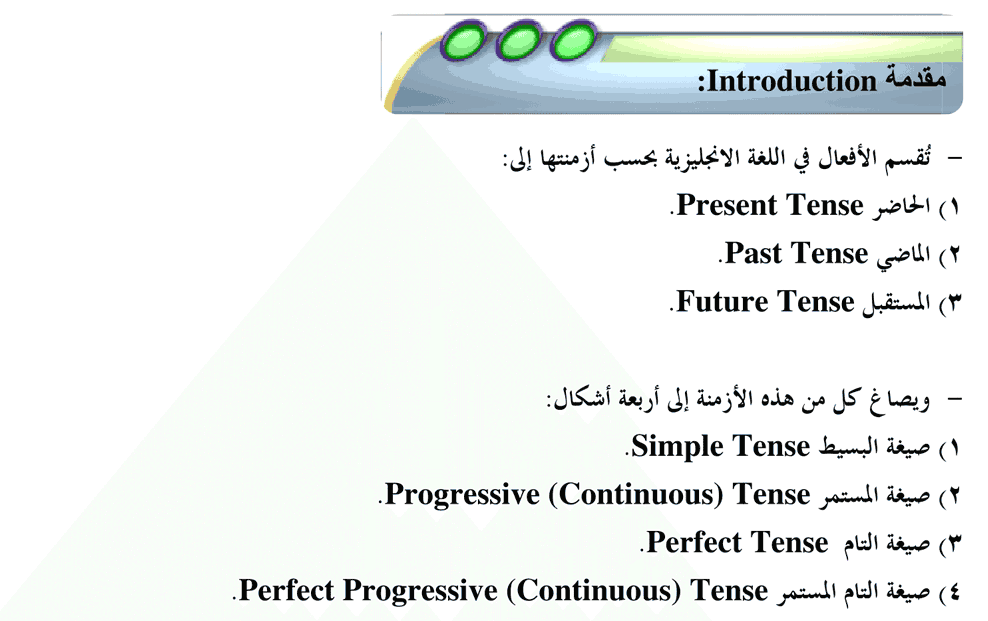 مقدمة Introduction:
– تُقسم الأفعال في اللغة الانجليزية بحسب أزمنتها إلى:
١) الحاضر Present Tense.
٢) الماضي Past Tense.
٣) المستقبل Future Tense.
– ويصاغ كل من هذه الأزمنة إلى أربعة أشكال:
١) صيغة البسيط Simple Tense.
٢) صيغة المستمر Progressive (Continuous) Tense.
٣) صيغة التام Perfect Tense.
٤) صيغة التام المستمر Perfect Progressive (Continuous) Tense.